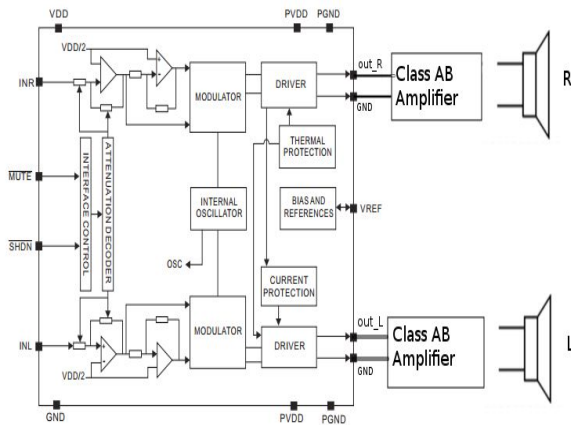 VDD
PVDD
PGND
VDD/2
INR
MODULATOR
DRIVER
out_R
GND
Class AB
Amplifier
R
THERMAL
PROTECTION
MUTE
INTERFACE CONTROL
ATTENUATION DECODER
INTERNAL
OSCILLATOR
BIAS AND
REFERENCES
VREF
SHDN
OSC
CURRENT
PROTECTION
INL
VDD/2
MODULATOR
DRIVER
out_L
GND
Class AB
Amplifier
L
GND
PVDD
PGND